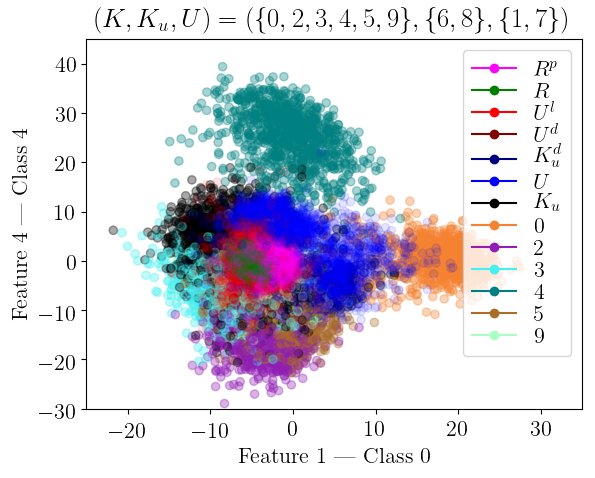 (K, K_u, U) = ({0, 2, 3, 4, 5, 9}, {6, 8}, {1, 7})
40
30
20
10
0
−10
−20
−30
Feature 4 — Class 4
R^p
R
U^l
U^d
K_u^d
U
K_u
0
2
3
4
5
9
−20
−10
0
10
20
30
Feature 1 — Class 0